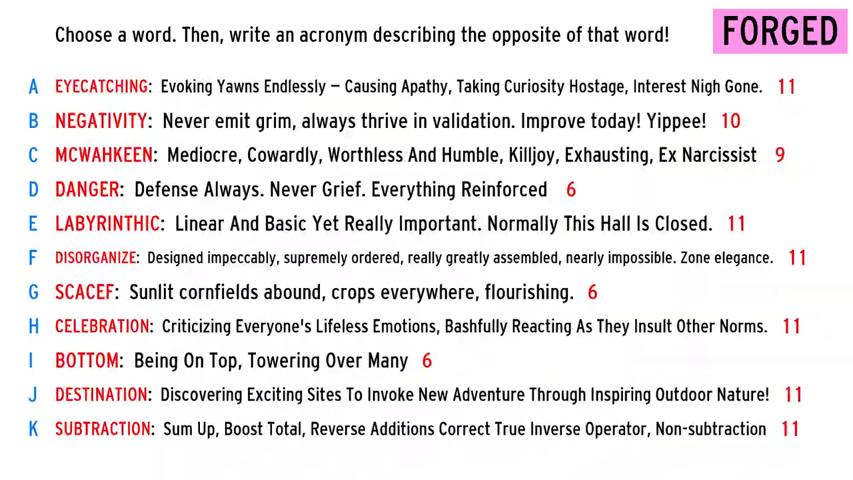 Choose a word. Then, write an acronym describing the opposite of that word!
FORGED
A EYECATCHING: Evoking Yawns Endlessly – Causing Apathy, Taking Curiosity Hostage, Interest Nigh Gone. 11
B NEGATIVITY: Never emit grim, always thrive in validation. Improve today! Yippee! 10
C MCWAHKEEN: Mediocre, Cowardly, Worthless And Humble, Killjoy, Exhausting, Ex Narcissist 9
D DANGER: Defense Always. Never Grief. Everything Reinforced 6
E LABYRINTHIC: Linear And Basic Yet Really Important. Normally This Hall Is Closed. 11
F DISORGANIZE: Designed impeccably, supremely ordered, really greatly assembled, nearly impossible. Zone elegance. 11
G SCACEF: Sunlit cornfields abound, crops everywhere, flourishing. 6
H CELEBRATION: Criticizing Everyone's Lifeless Emotions, Bashfully Reacting As They Insult Other Norms. 11
I BOTTOM: Being On Top, Towering Over Many 6
J DESTINATION: Discovering Exciting Sites To Invoke New Adventure Through Inspiring Outdoor Nature! 11
K SUBTRACTION: Sum Up, Boost Total, Reverse Additions Correct True Inverse Operator, Non-subtraction 11